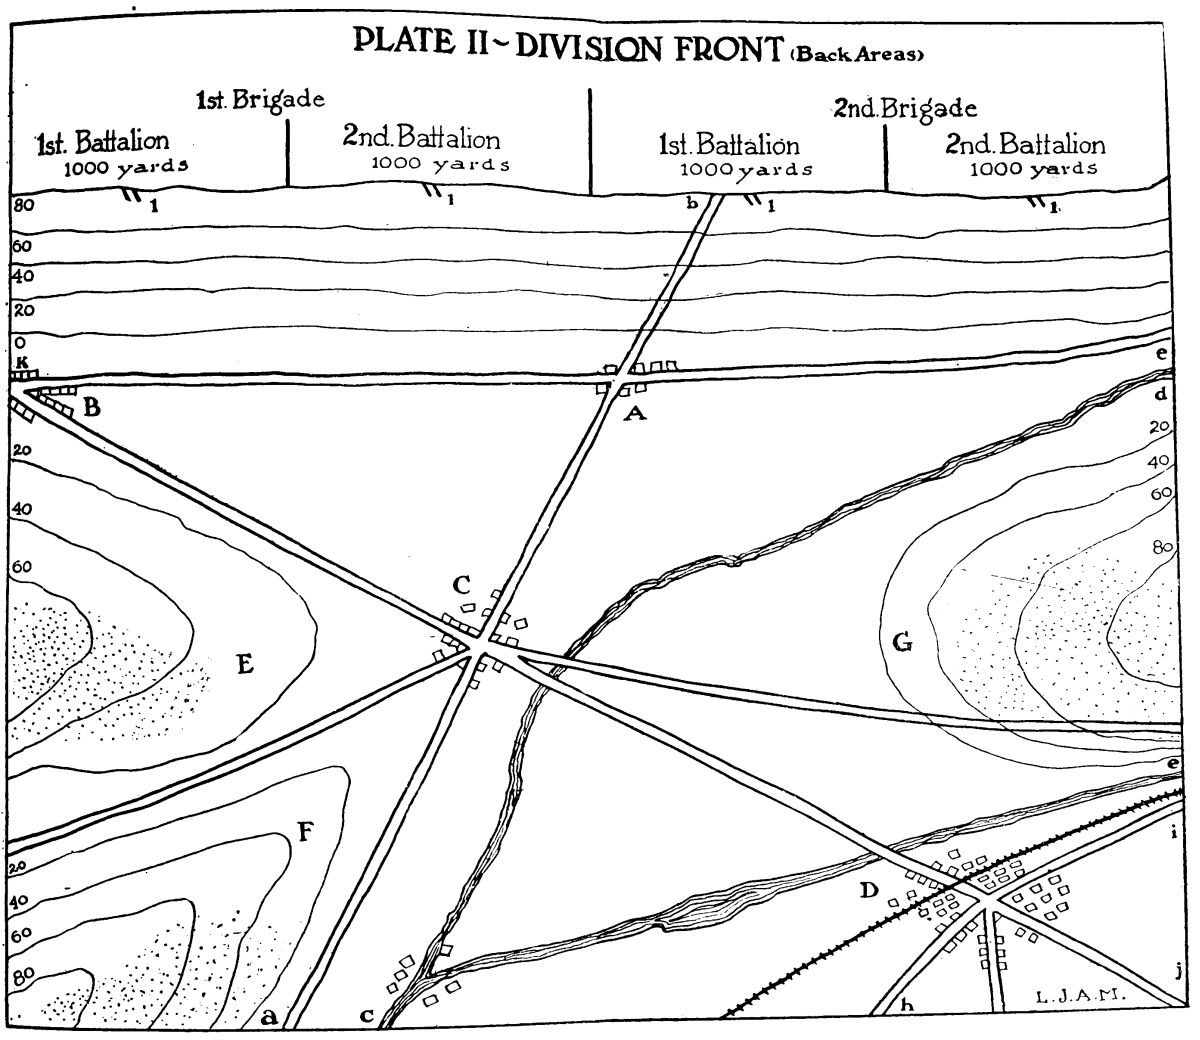 PLATE II~DIVISION FRONT (Back Areas)
1st. Brigade
2nd. Brigade
1st. Battalion
1000 yards
2nd. Battalion
1000 yards
1st. Battalion
1000 yards
2nd. Battalion
1000 yards
80
1
1
b
1
1.
60
40
20
0
K
e
B
A
d
20
20
40
40
60
60
80
C
E
G
e
F
i
20
D
40
60
80
j
a
c
h
L.J.A.M.